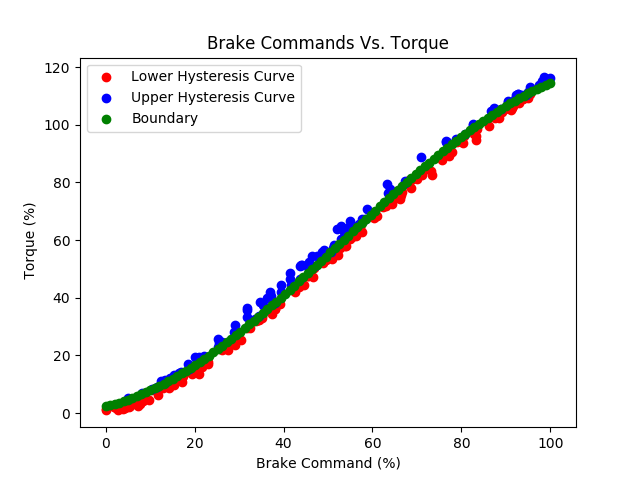 Brake Commands Vs. Torque
Lower Hysteresis Curve
Upper Hysteresis Curve
Boundary
Torque (%)
120
100
80
60
40
20
0
0 20 40 60 80 100
Brake Command (%)